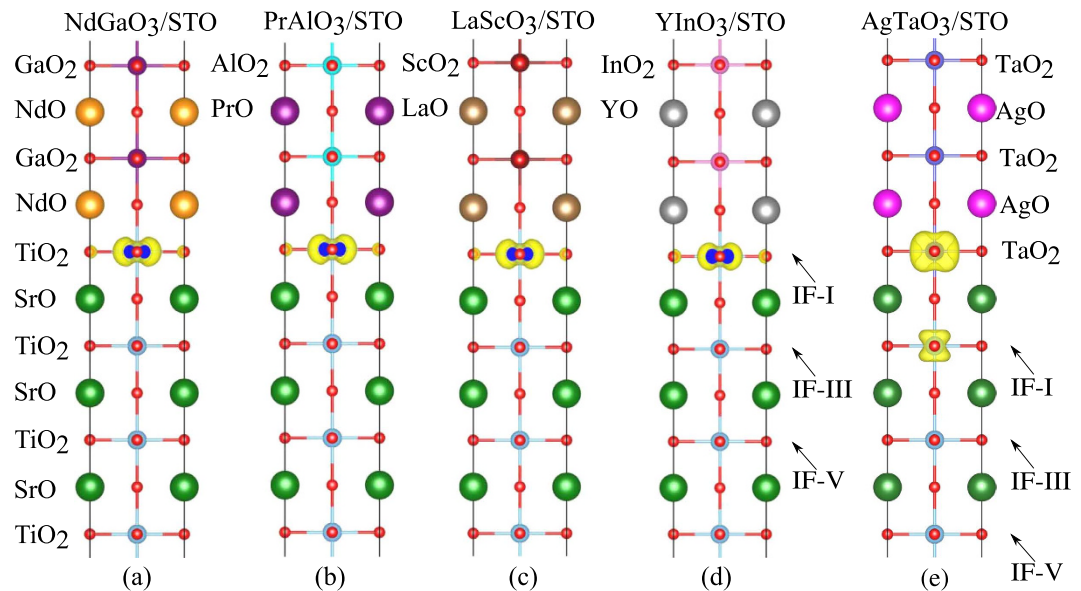 NdGaO3/STO PrAlO3/STO LaScO3/STO YInO3/STO AgTaO3/STO
GaO2 AlO2 ScO2 InO2 TaO2
NdO PrO LaO YO AgO
GaO2 TaO2
NdO AgO
TiO2 TaO2
SrO IF-I
TiO2
SrO IF-III IF-I
TiO2
SrO IF-V IF-III
TiO2
IF-V
(a) (b) (c) (d) (e)